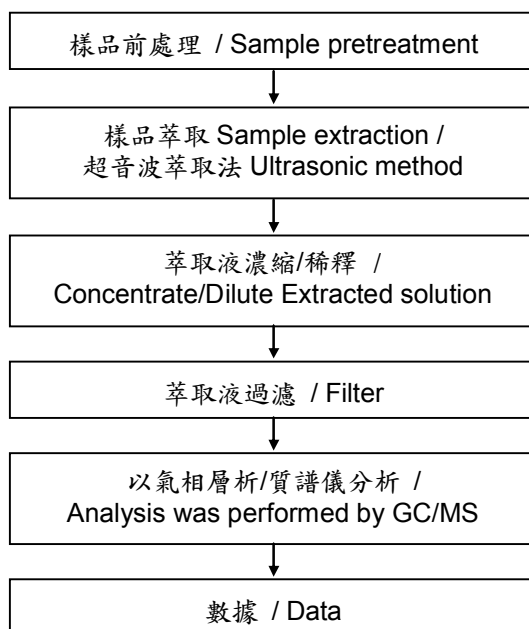 樣品前處理 / Sample pretreatment
樣品萃取 Sample extraction /
超音波萃取法 Ultrasonic method
萃取液濃縮/稀釋 /
Concentrate/Dilute Extracted solution
萃取液過濾 / Filter
以氣相層析/質譜儀分析 /
Analysis was performed by GC/MS
數據 / Data